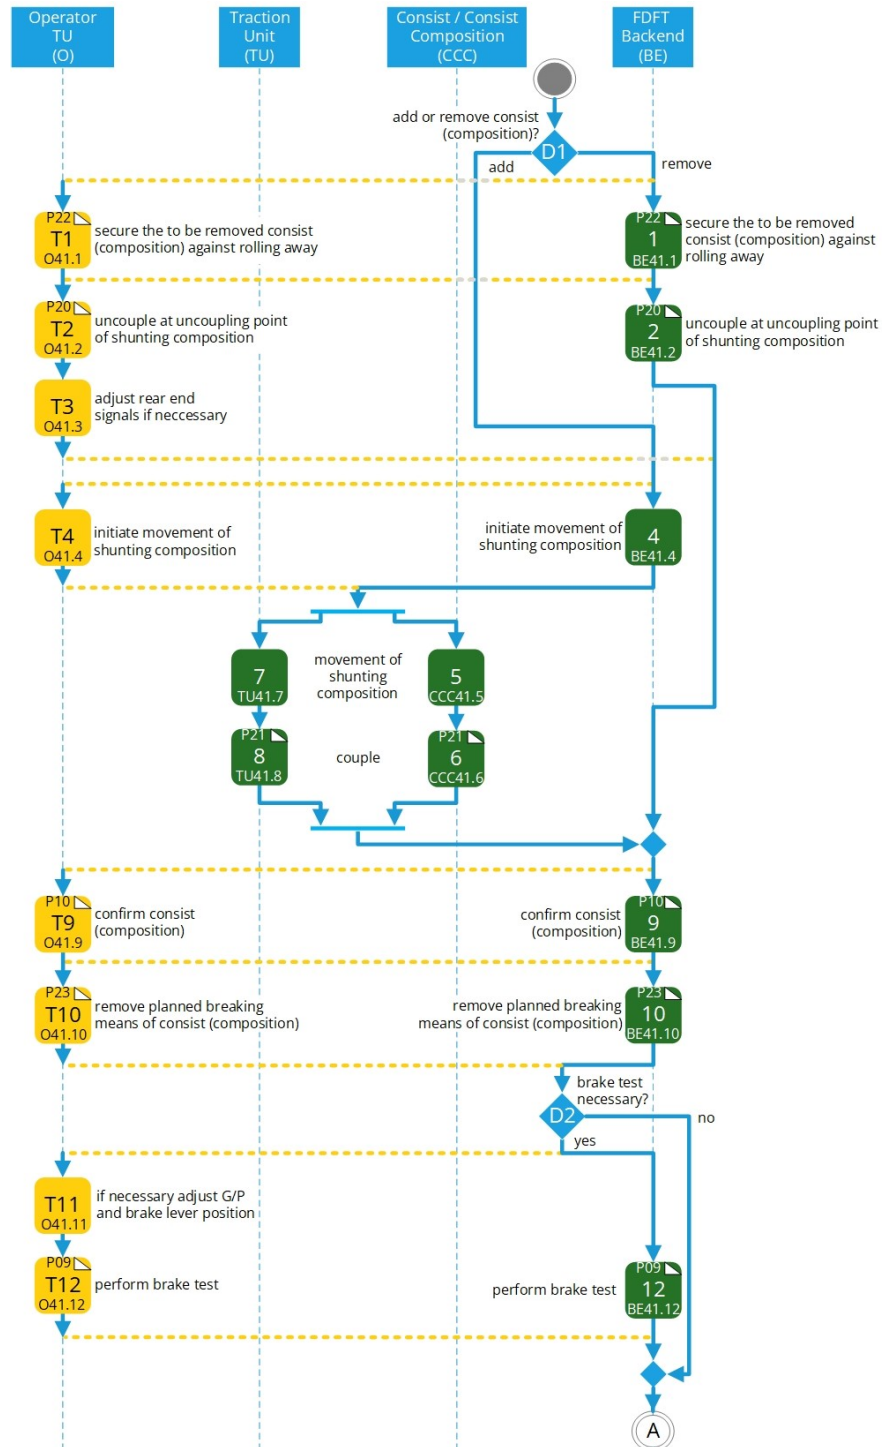 Operator
TU
(O)
Traction
Unit
(TU)
Consist / Consist
Composition
(CCC)
FDFT
Backend
(BE)
add or remove consist
(composition)?
D1
add
remove
P22
T1
O41.1
secure the to be removed consist
(composition) against rolling away
P22
1
BE41.1
secure the to be removed
consist (composition) against
rolling away
P20
T2
O41.2
uncouple at uncoupling point
of shunting composition
P20
2
BE41.2
uncouple at uncoupling point
of shunting composition
T3
O41.3
adjust rear end
signals if neccessary
T4
O41.4
initiate movement of
shunting composition
initiate movement of
shunting composition
4
BE41.4
7
TU41.7
movement of
shunting
composition
5
CCC41.5
P21
8
TU41.8
couple
P21
6
CCC41.6
P10
T9
O41.9
confirm consist
(composition)
confirm consist
(composition)
P10
9
BE41.9
P23
T10
O41.10
remove planned breaking
means of consist (composition)
remove planned breaking
means of consist (composition)
P23
10
BE41.10
brake test
necessary?
D2
no
yes
T11
O41.11
if necessary adjust G/P
and brake lever position
P09
T12
O41.12
perform brake test
perform brake test
P09
12
BE41.12
A